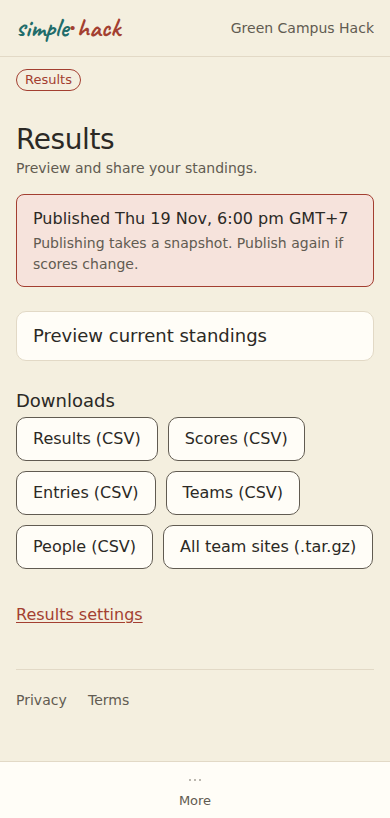 simple·hack
Green Campus Hack
Results
Results
Preview and share your standings.
Published Thu 19 Nov, 6:00 pm GMT+7
Publishing takes a snapshot. Publish again if
scores change.
Preview current standings
Downloads
Results (CSV)
Scores (CSV)
Entries (CSV)
Teams (CSV)
People (CSV)
All team sites (.tar.gz)
Results settings
Privacy
Terms
...
More